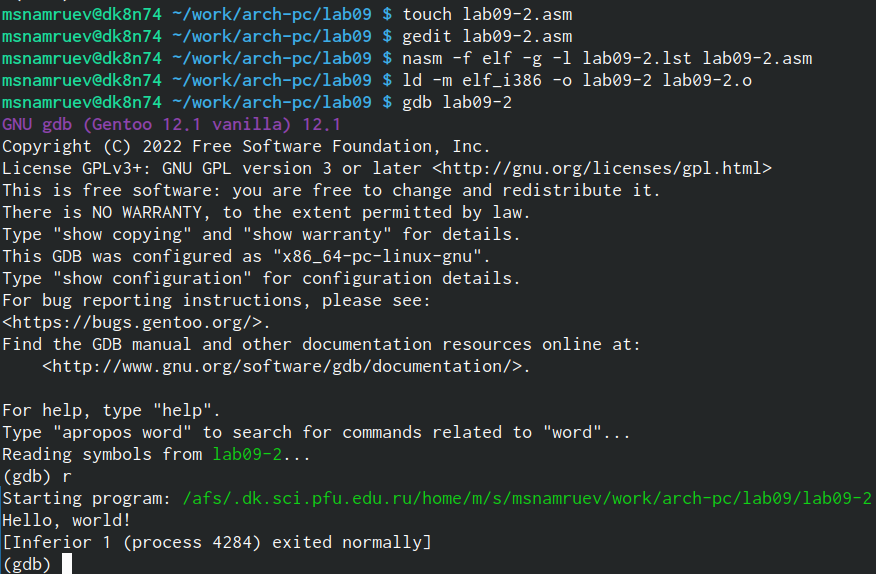 msnamruev@dk8n74 ~/work/arch-pc/lab09 $ touch lab09-2.asm
msnamruev@dk8n74 ~/work/arch-pc/lab09 $ gedit lab09-2.asm
msnamruev@dk8n74 ~/work/arch-pc/lab09 $ nasm -f elf -g -l lab09-2.lst lab09-2.asm
msnamruev@dk8n74 ~/work/arch-pc/lab09 $ ld -m elf_i386 -o lab09-2 lab09-2.o
msnamruev@dk8n74 ~/work/arch-pc/lab09 $ gdb lab09-2
GNU gdb (Gentoo 12.1 vanilla) 12.1
Copyright (C) 2022 Free Software Foundation, Inc.
License GPLv3+: GNU GPL version 3 or later <http://gnu.org/licenses/gpl.html>
This is free software: you are free to change and redistribute it.
There is NO WARRANTY, to the extent permitted by law.
Type "show copying" and "show warranty" for details.
This GDB was configured as "x86_64-pc-linux-gnu".
Type "show configuration" for configuration details.
For bug reporting instructions, please see:
<https://bugs.gentoo.org/>.
Find the GDB manual and other documentation resources online at:
    <http://www.gnu.org/software/gdb/documentation/>.

For help, type "help".
Type "apropos word" to search for commands related to "word"...
Reading symbols from lab09-2...
(gdb) r
Starting program: /afs/.dk.sci.pfu.edu.ru/home/m/s/msnamruev/work/arch-pc/lab09/lab09-2
Hello, world!
[Inferior 1 (process 4284) exited normally]
(gdb)